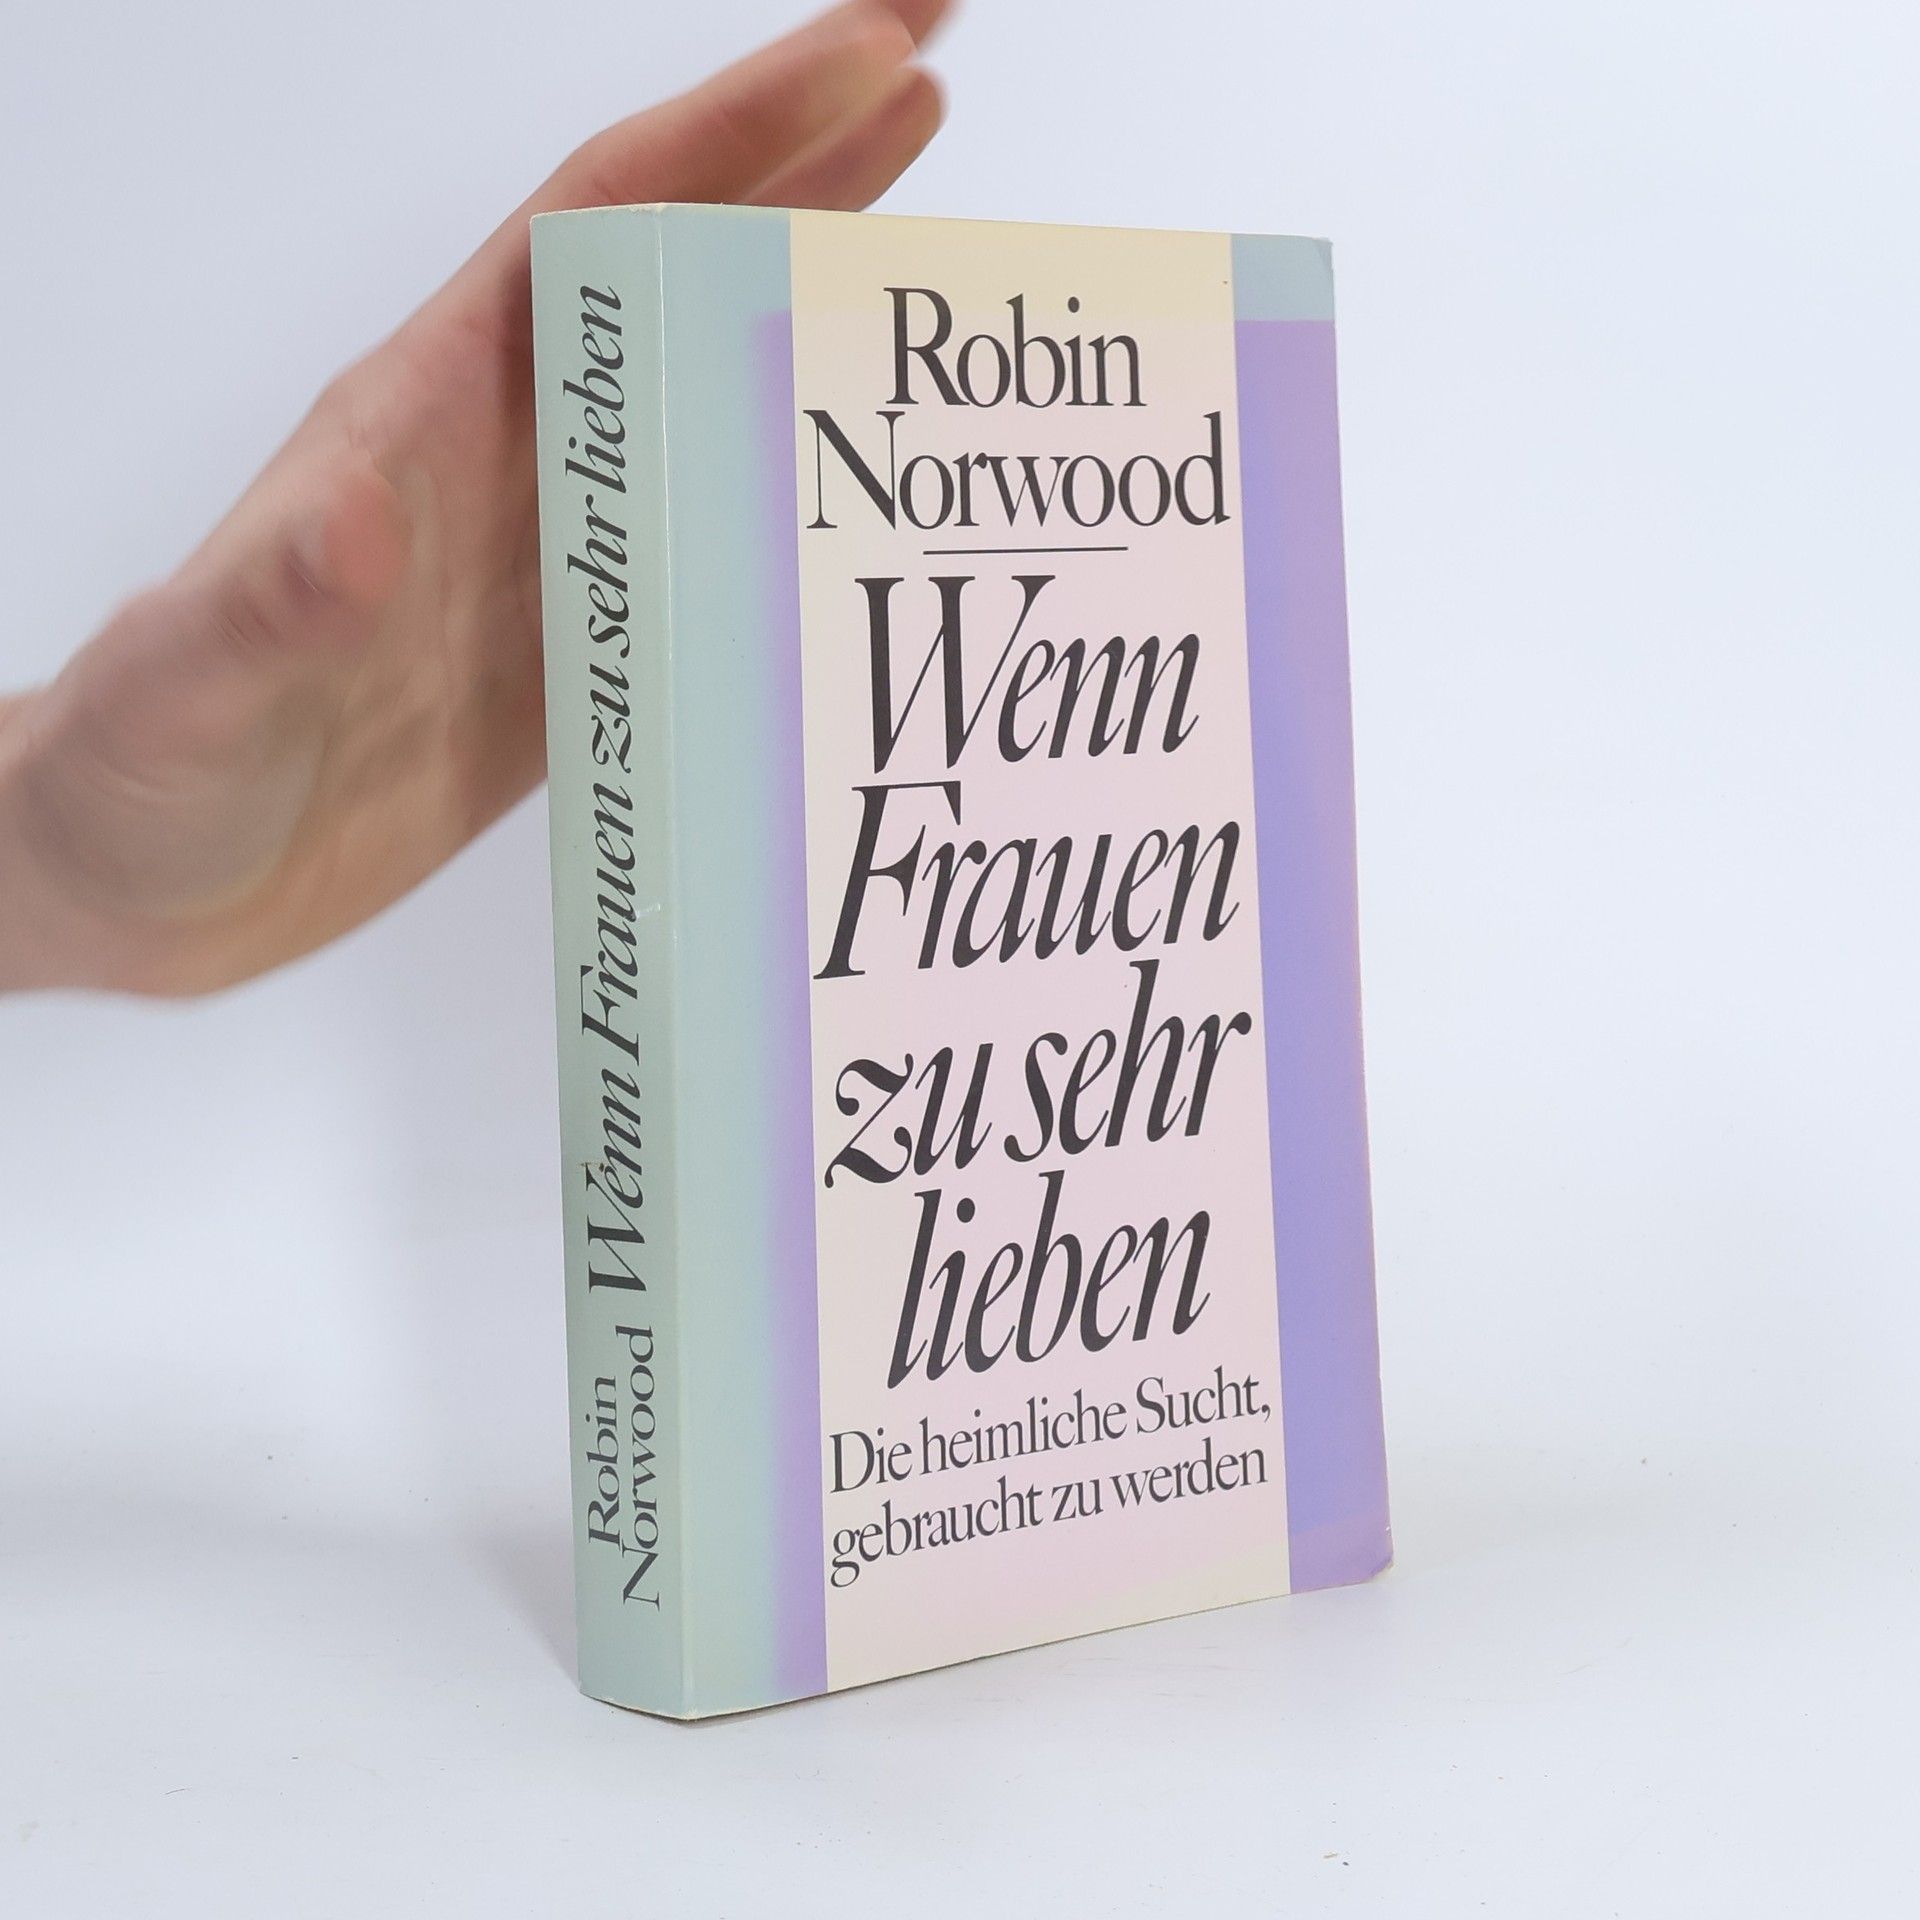 Robin
Norwood
Wenn Frauen zu sehr lieben
Robin
Norwood
Wenn
Frauen
zu sehr
lieben
Die heimliche Sucht,
gebraucht zu werden